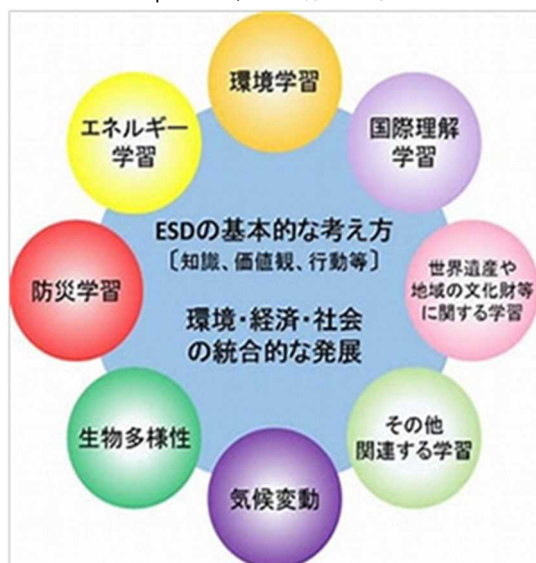 環境学習
エネルギー
学習
国際理解
学習
ESDの基本的な考え方
〔知識、価値観、行動等〕
防災学習
世界遺産や
地域の文化財等
に関する学習
環境・経済・社会
の統合的な発展
生物多様性
その他
関連する学習
気候変動